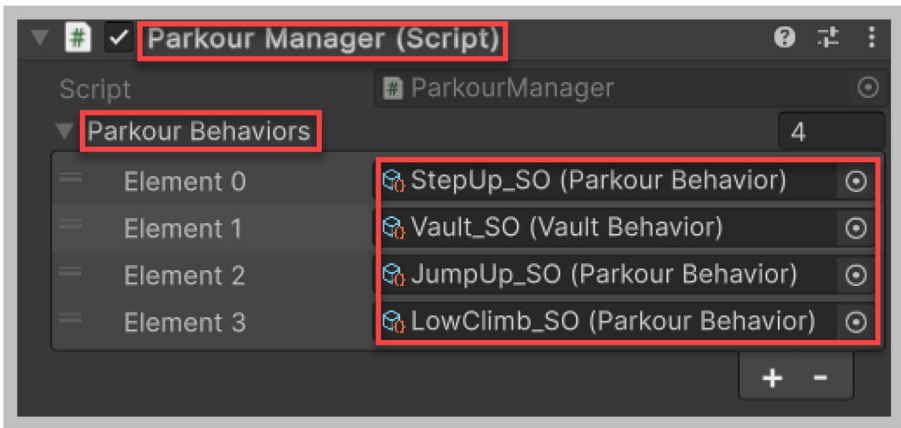 Parkour Manager (Script)
Script ParkourManager
Parkour Behaviors 4
Element 0 StepUp_SO (Parkour Behavior)
Element 1 Vault_SO (Vault Behavior)
Element 2 JumpUp_SO (Parkour Behavior)
Element 3 LowClimb_SO (Parkour Behavior)
+ -